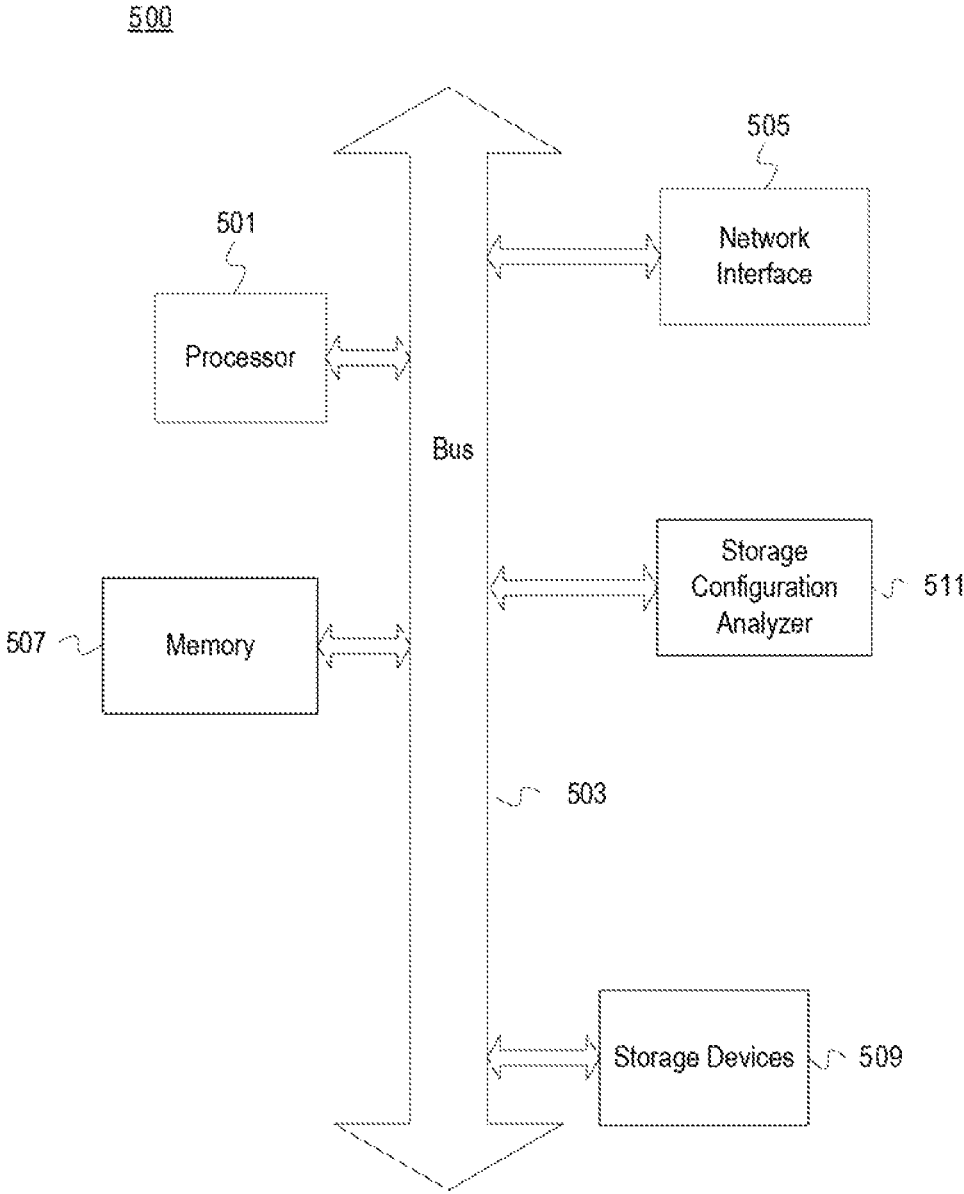 500
505
Network
Interface
501
Processor
Bus
Storage
Configuration
Analyzer
511
507
Memory
503
Storage Devices
509